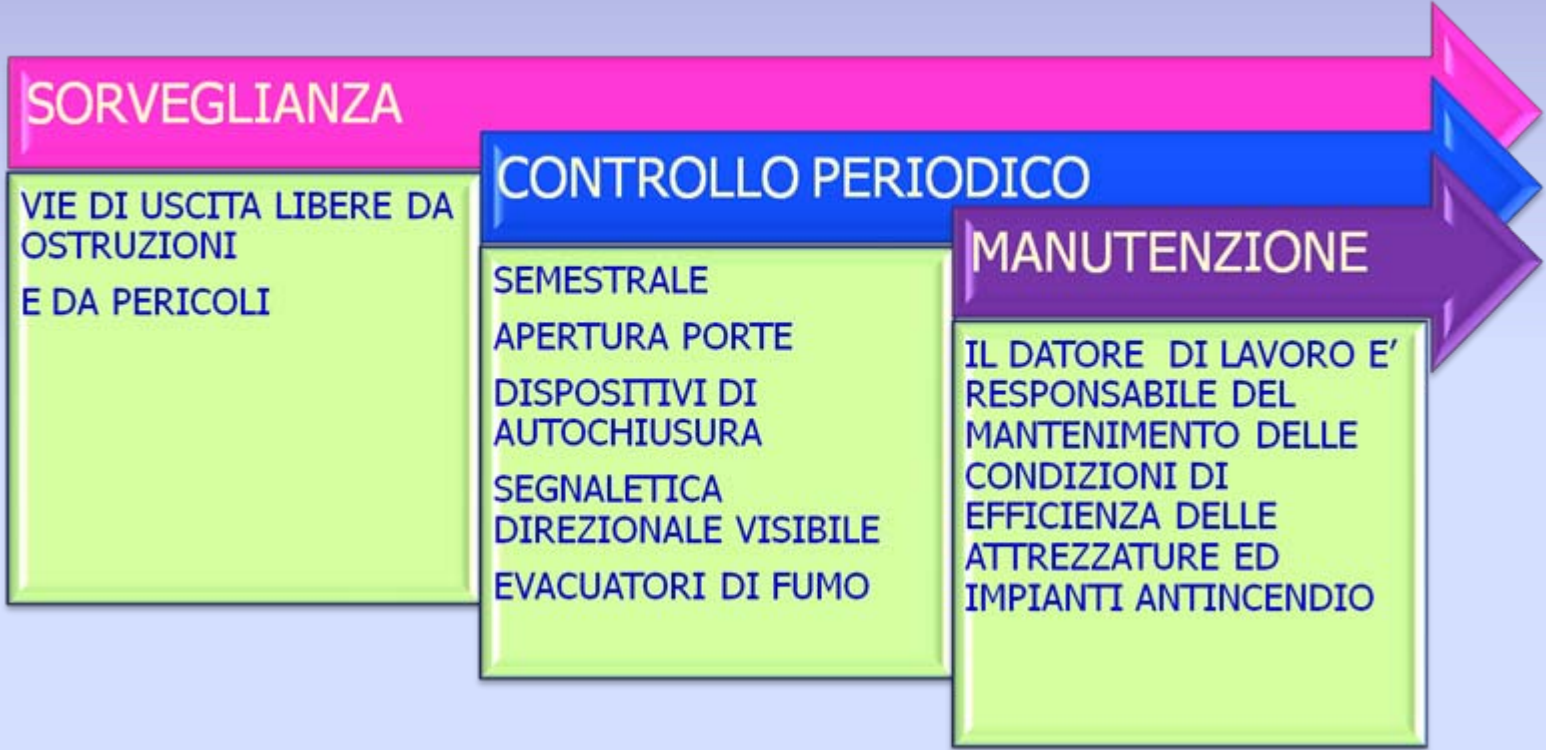 SORVEGLIANZA
VIE DI USCITA LIBERE DA
OSTRUZIONI
E DA PERICOLI
CONTROLLO PERIODICO
SEMESTRALE
APERTURA PORTE
DISPOSITIVI DI
AUTOCHIUSURA
SEGNALETICA
DIREZIONALE VISIBILE
EVACUATORI DI FUMO
MANUTENZIONE
IL DATORE DI LAVORO E’
RESPONSABILE DEL
MANTENIMENTO DELLE
CONDIZIONI DI
EFFICIENZA DELLE
ATTREZZATURE ED
IMPIANTI ANTINCENDIO